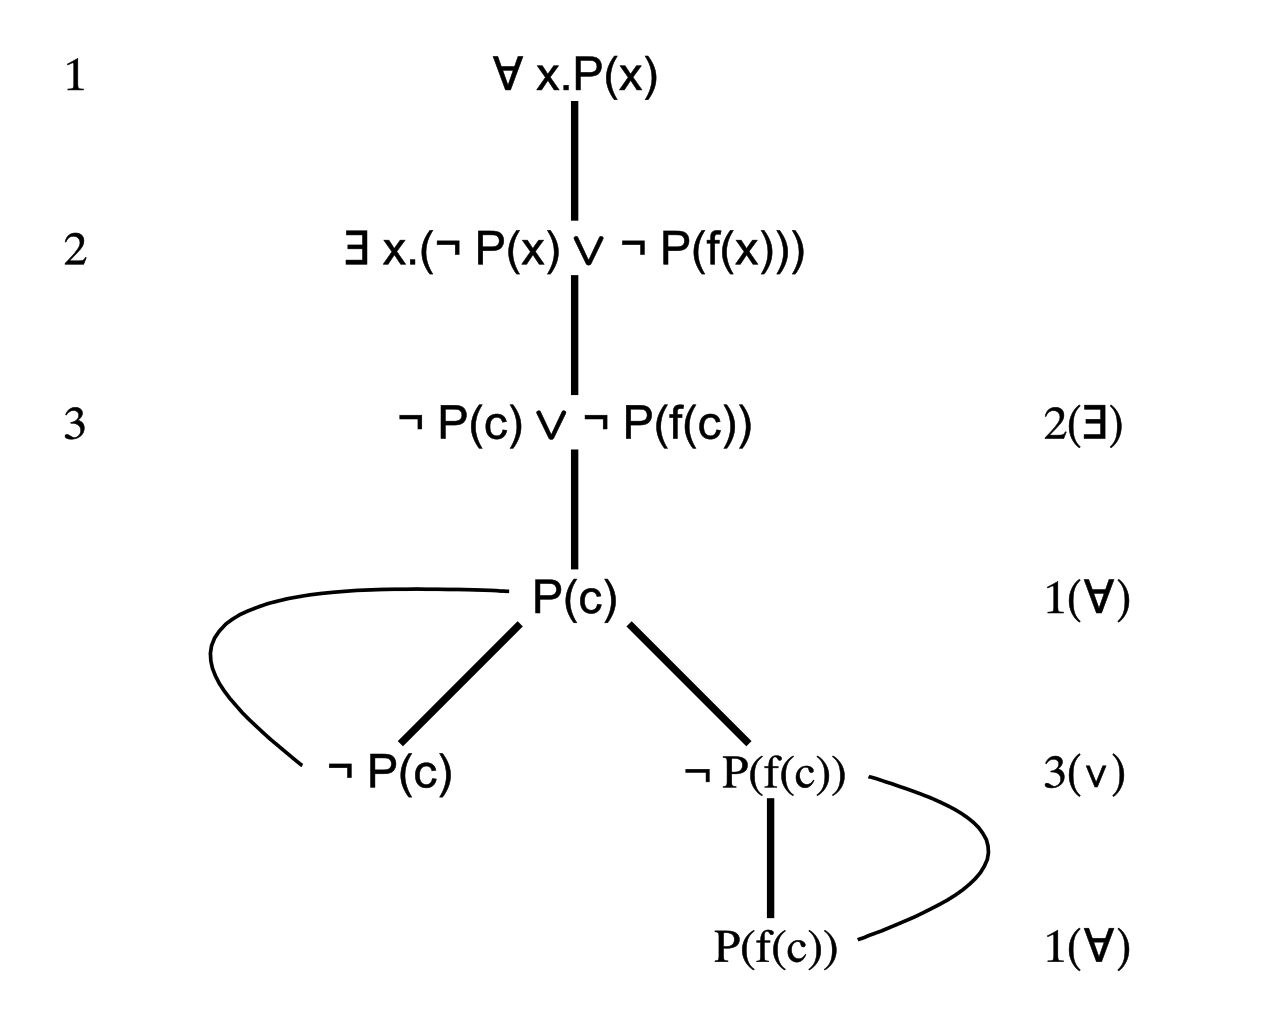 1 ∀ x.P(x)
2 ∃ x.(¬ P(x) ∨ ¬ P(f(x)))
3 ¬ P(c) ∨ ¬ P(f(c)) 2(∃)
P(c) 1(∀)
¬ P(c) ¬ P(f(c)) 3(∨)
P(f(c)) 1(∀)